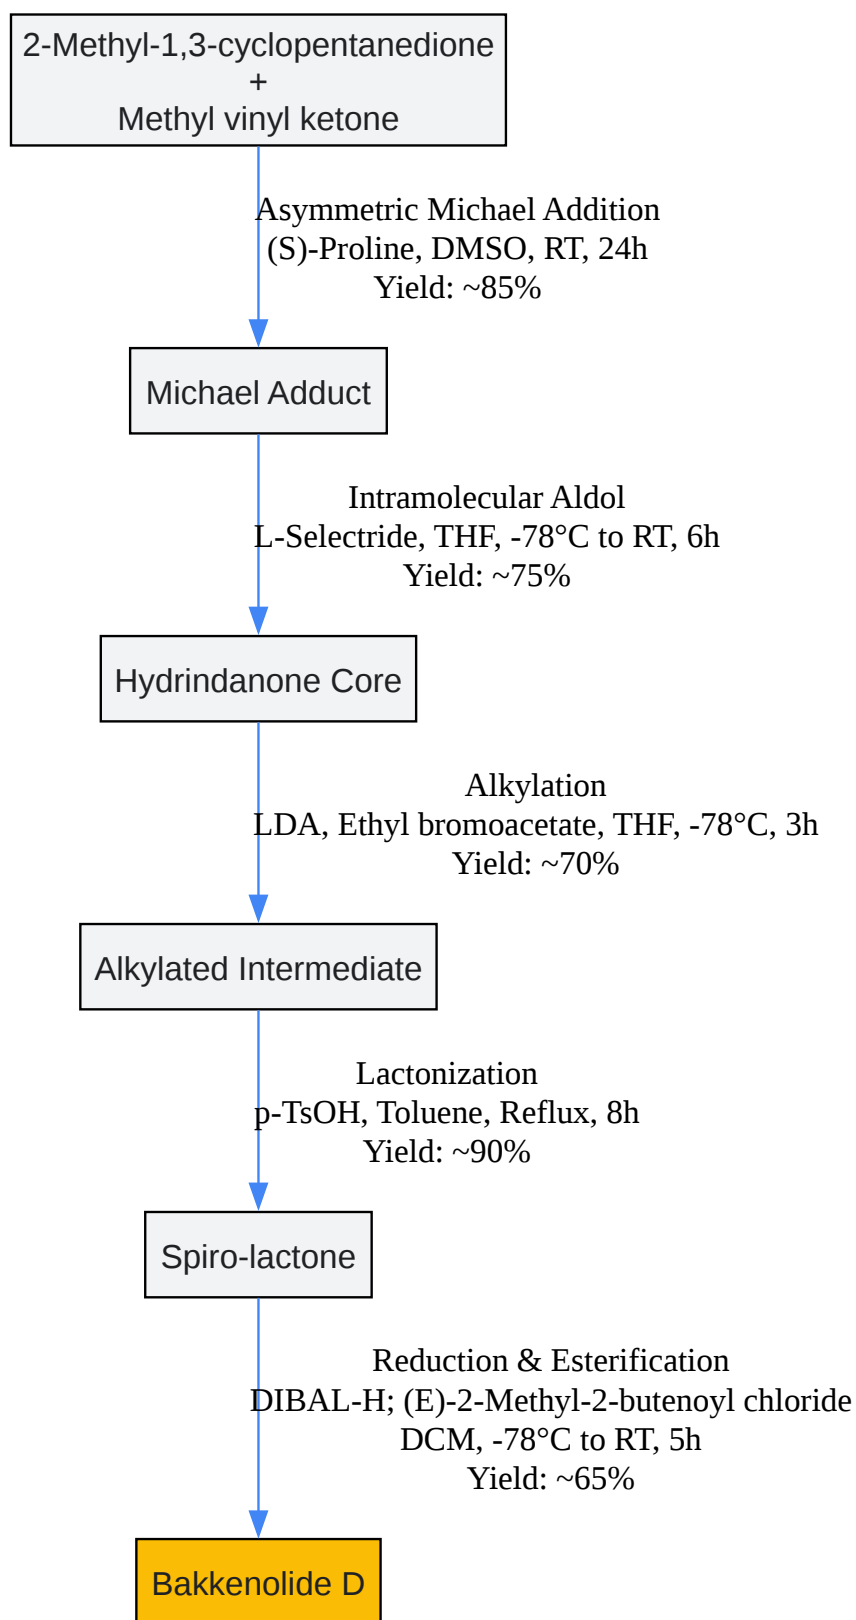 2-Methyl-1,3-cyclopentanedione
+
Methyl vinyl ketone
Asymmetric Michael Addition
(S)-Proline, DMSO, RT, 24h
Yield: ~85%
Michael Adduct
Intramolecular Aldol
L-Selectride, THF, -78°C to RT, 6h
Yield: ~75%
Hydrindanone Core
Alkylation
LDA, Ethyl bromoacetate, THF, -78°C, 3h
Yield: ~70%
Alkylated Intermediate
Lactonization
p-TsOH, Toluene, Reflux, 8h
Yield: ~90%
Spiro-lactone
Reduction & Esterification
DIBAL-H; (E)-2-Methyl-2-butenoyl chloride
DCM, -78°C to RT, 5h
Yield: ~65%
Bakkenolide D